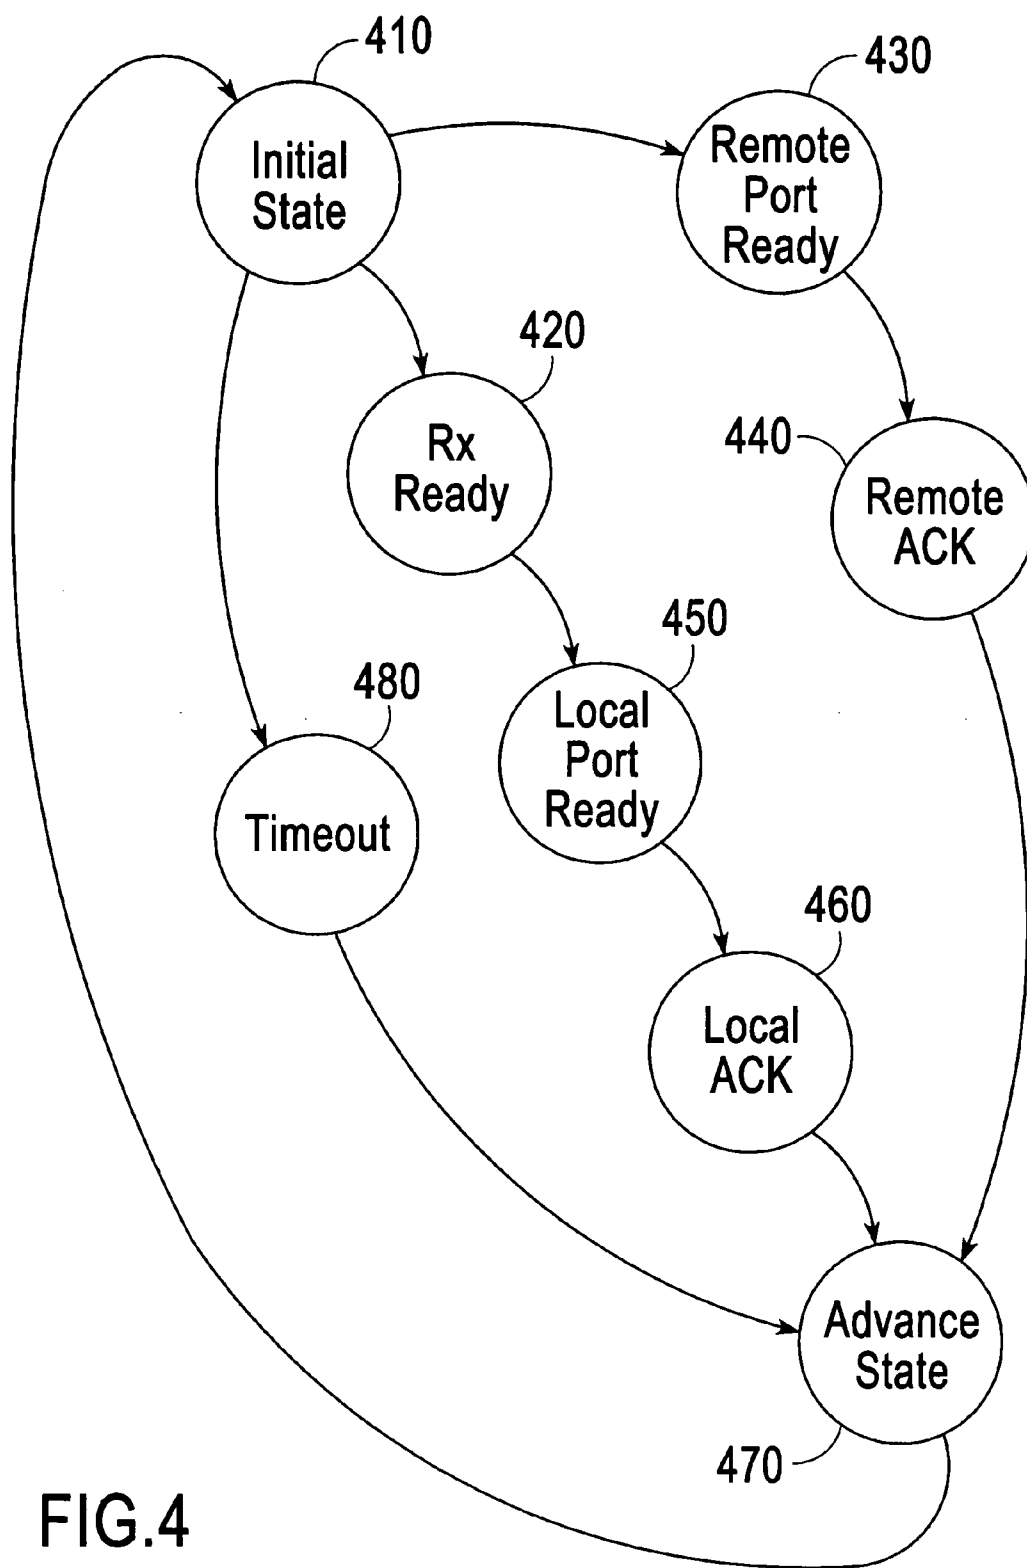 410
Initial
State
430
Remote
Port
Ready
420
Rx
Ready
440
Remote
ACK
450
Local
Port
Ready
480
Timeout
460
Local
ACK
Advance
State
470
FIG.4